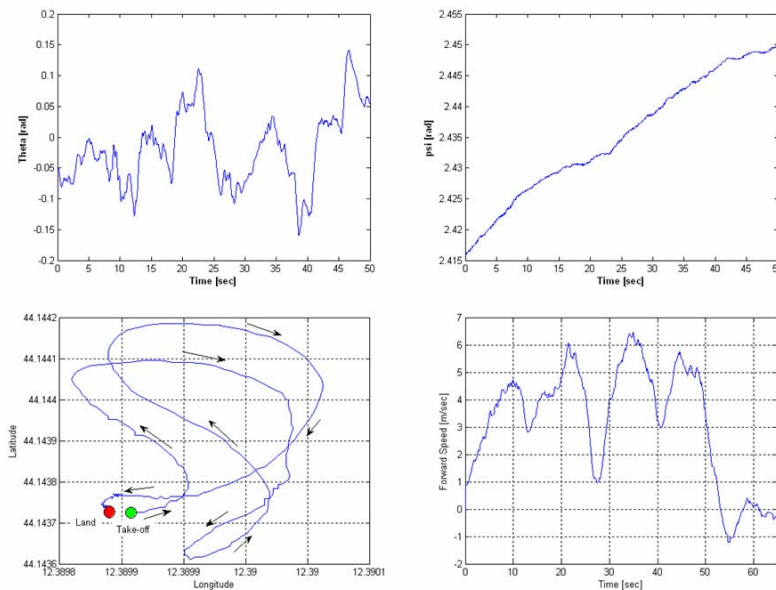 0.2
0.15
0.1
0.05
0
-0.05
-0.1
-0.15
-0.2
Theta [rad]
0 5 10 15 20 25 30 35 40 45 50
Time [sec]
2.455
2.45
2.445
2.44
2.435
2.43
2.425
2.42
2.415
psi [rad]
0 5 10 15 20 25 30 35 40 45 50
Time [sec]
44.1442
44.1441
44.144
44.1439
44.1438
44.1437
44.1436
Latitude
Land
Take-off
12.3898 12.3899 12.3899 12.39 12.39 12.3901
Longitude
7
6
5
4
3
2
1
0
-1
-2
Forward Speed [m/sec]
0 10 20 30 40 50 60
Time [sec]